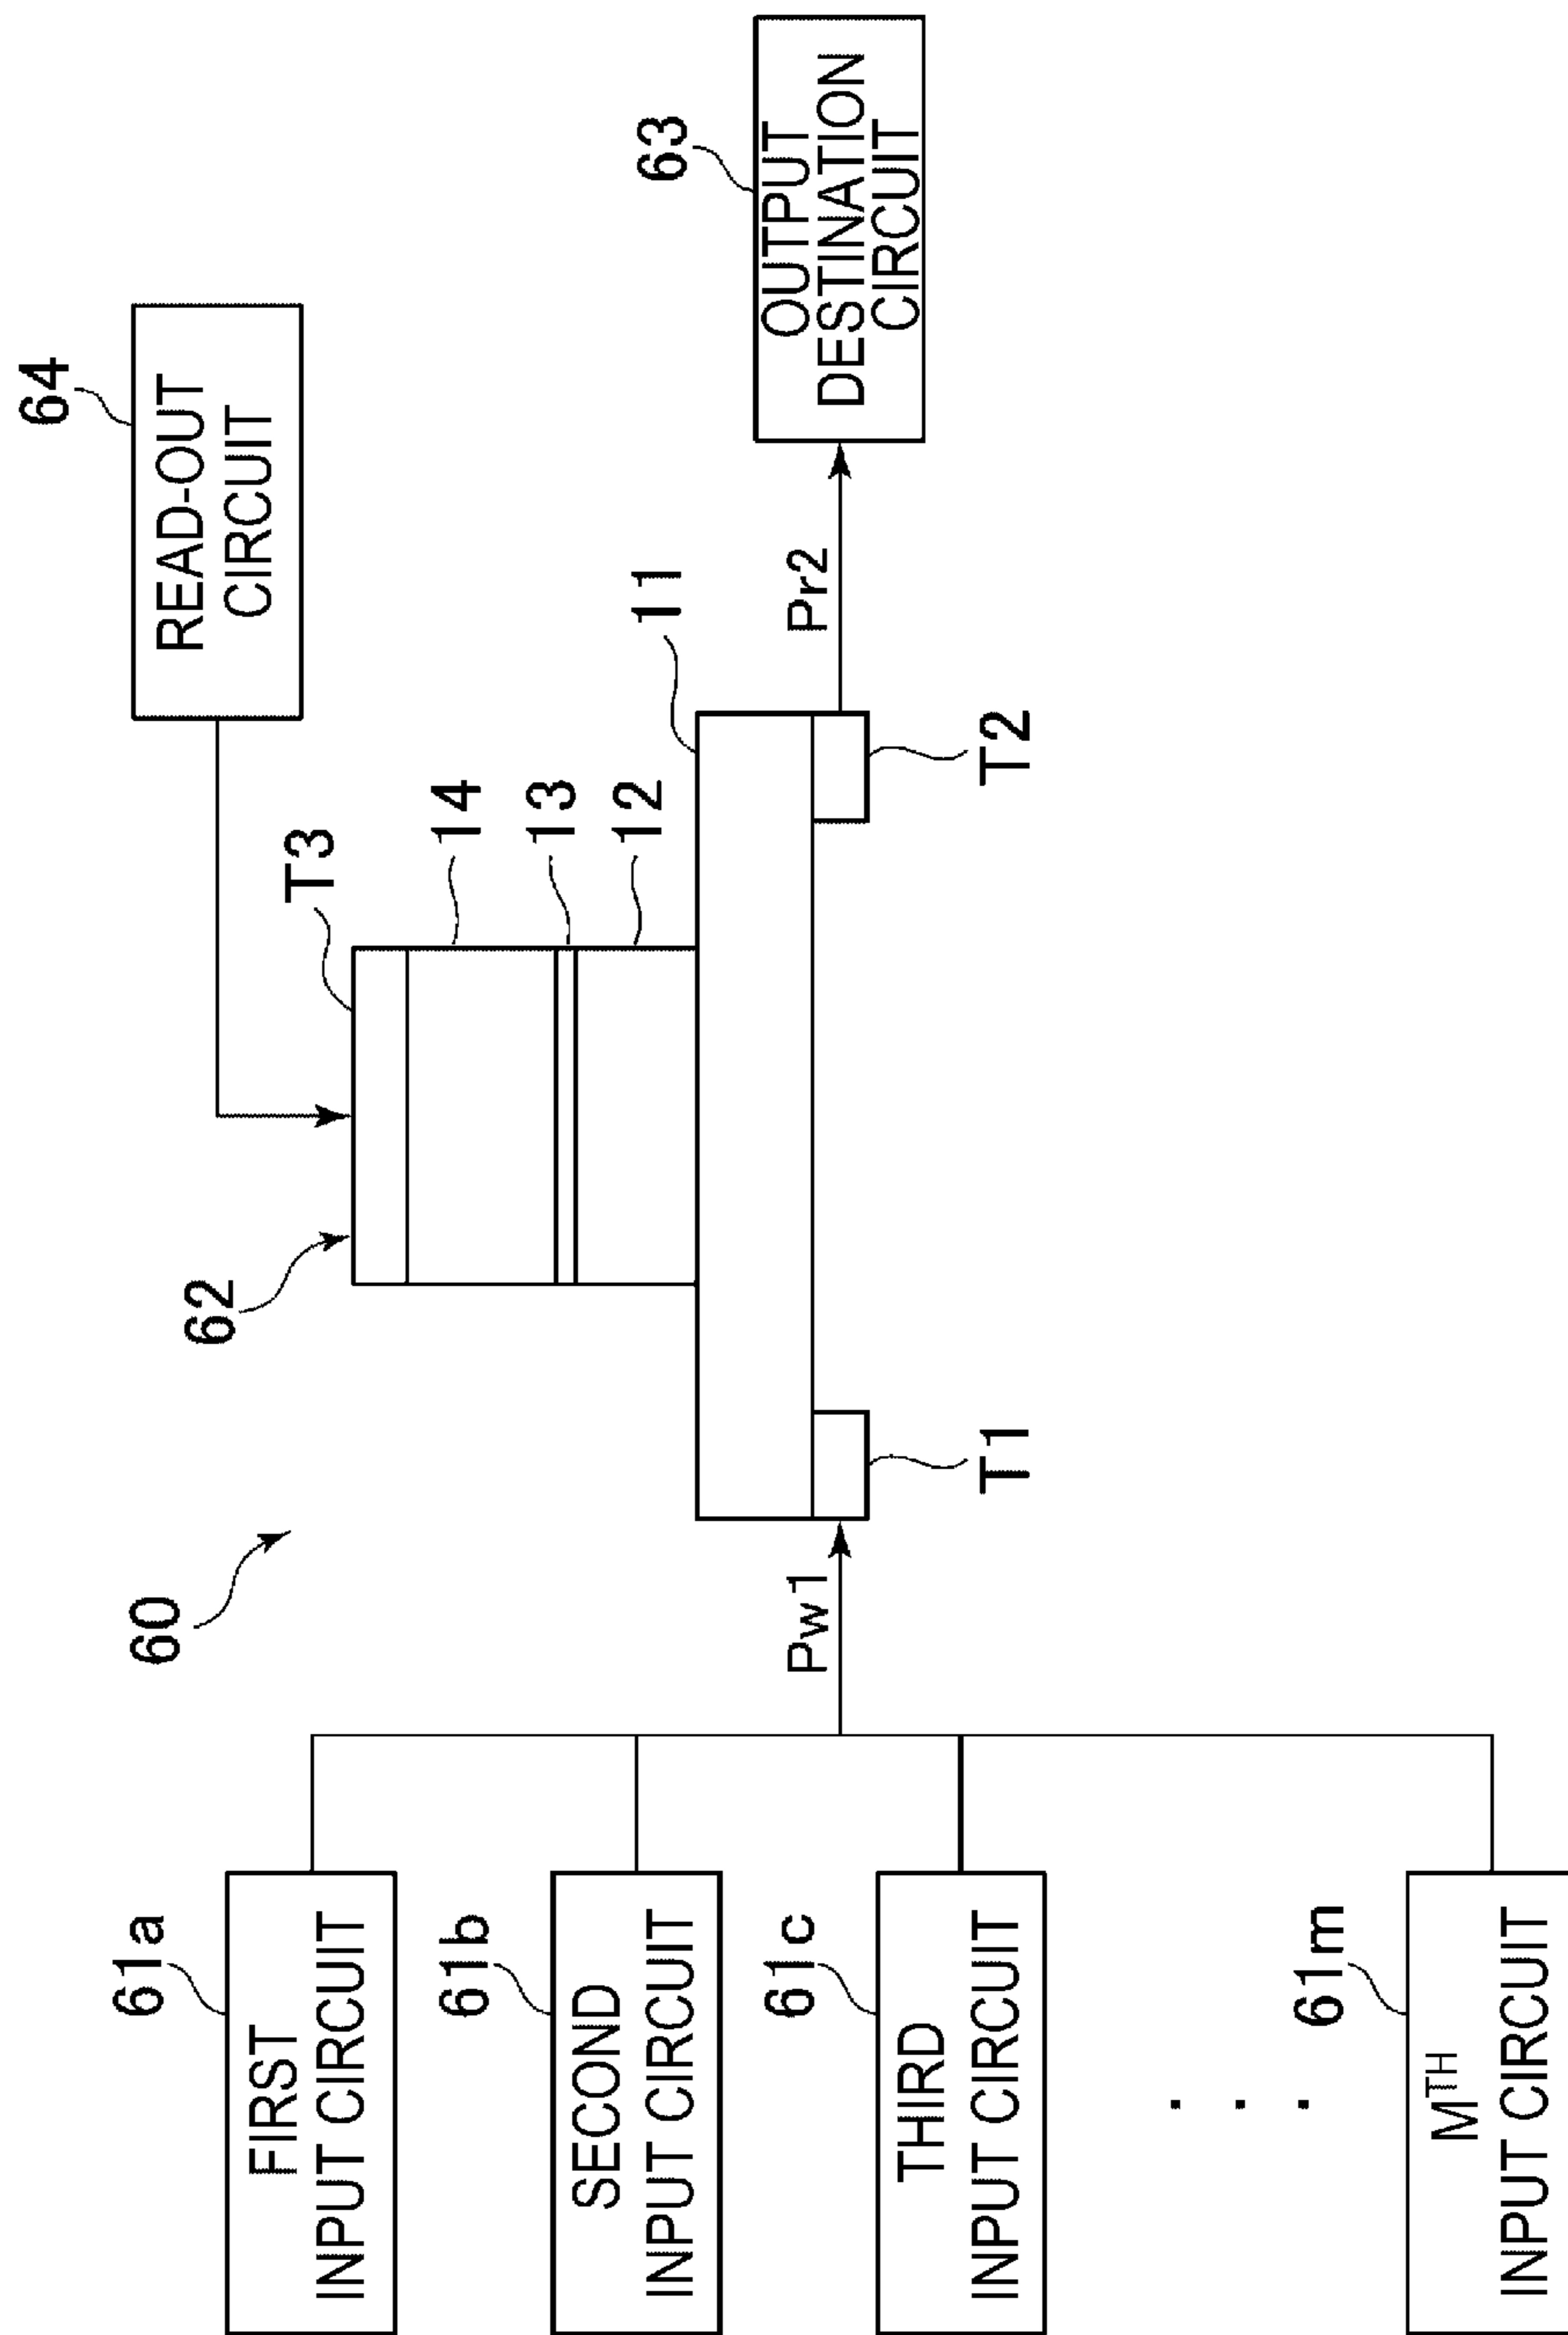 60
61a
FIRST
INPUT CIRCUIT
61b
SECOND
INPUT CIRCUIT
61c
THIRD
INPUT CIRCUIT
. . .
61m
MTH
INPUT CIRCUIT
Pw1
T1
62
T3
14
13
12
11
T2
64
READ-OUT
CIRCUIT
Pr2
63
OUTPUT
DESTINATION
CIRCUIT